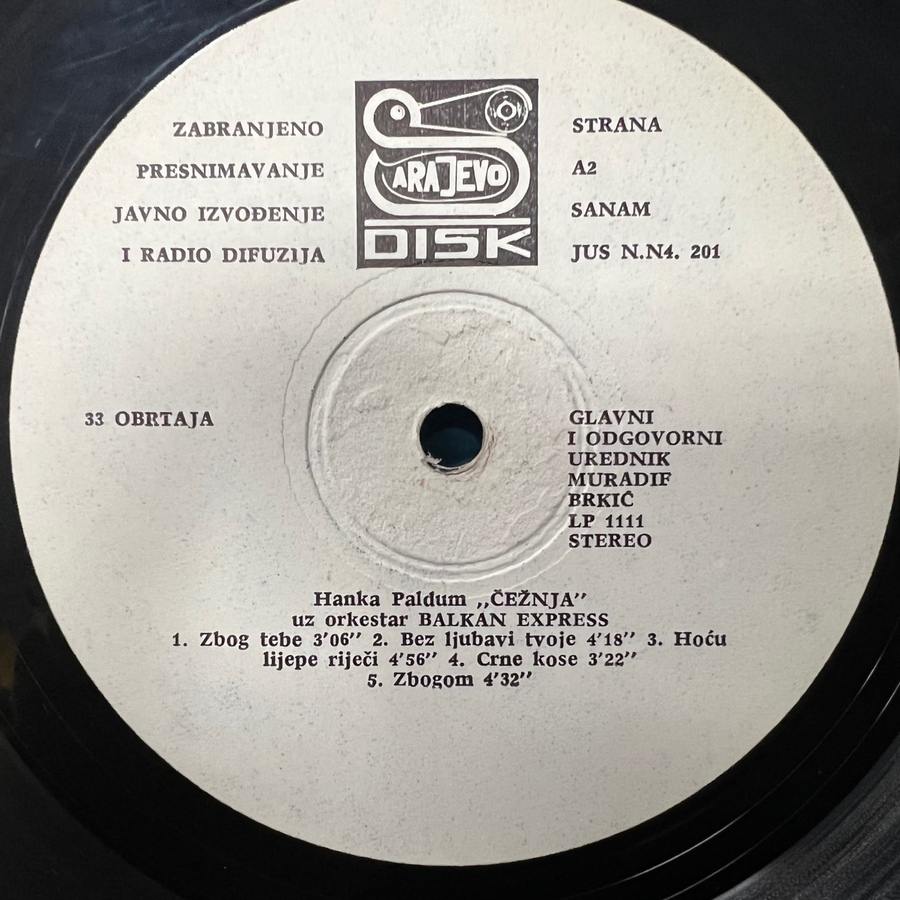 ZABRANJENO
PRESNIMAVANJE
JAVNO IZVOĐENJE
I RADIO DIFUZIJA
SARAJEVO
DISK
STRANA
A2
SANAM
JUS N.N4. 201
33 OBRTAJA
GLAVNI
I ODGOVORNI
UREDNIK
MURADIF
BRKIĆ
LP 1111
STEREO
Hanka Paldum ,,ČEŽNJA''
uz orkestar BALKAN EXPRESS
1. Zbog tebe 3'06'' 2. Bez ljubavi tvoje 4'18'' 3. Hoću
lijepe riječi 4'56'' 4. Crne kose 3'22''
5. Zbogom 4'32''